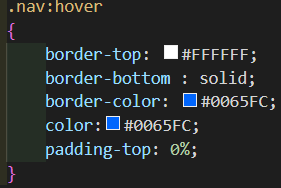 .nav:hover
{
border-top: #FFFFFF;
border-bottom : solid;
border-color: #0065FC;
color: #0065FC;
padding-top: 0%;
}